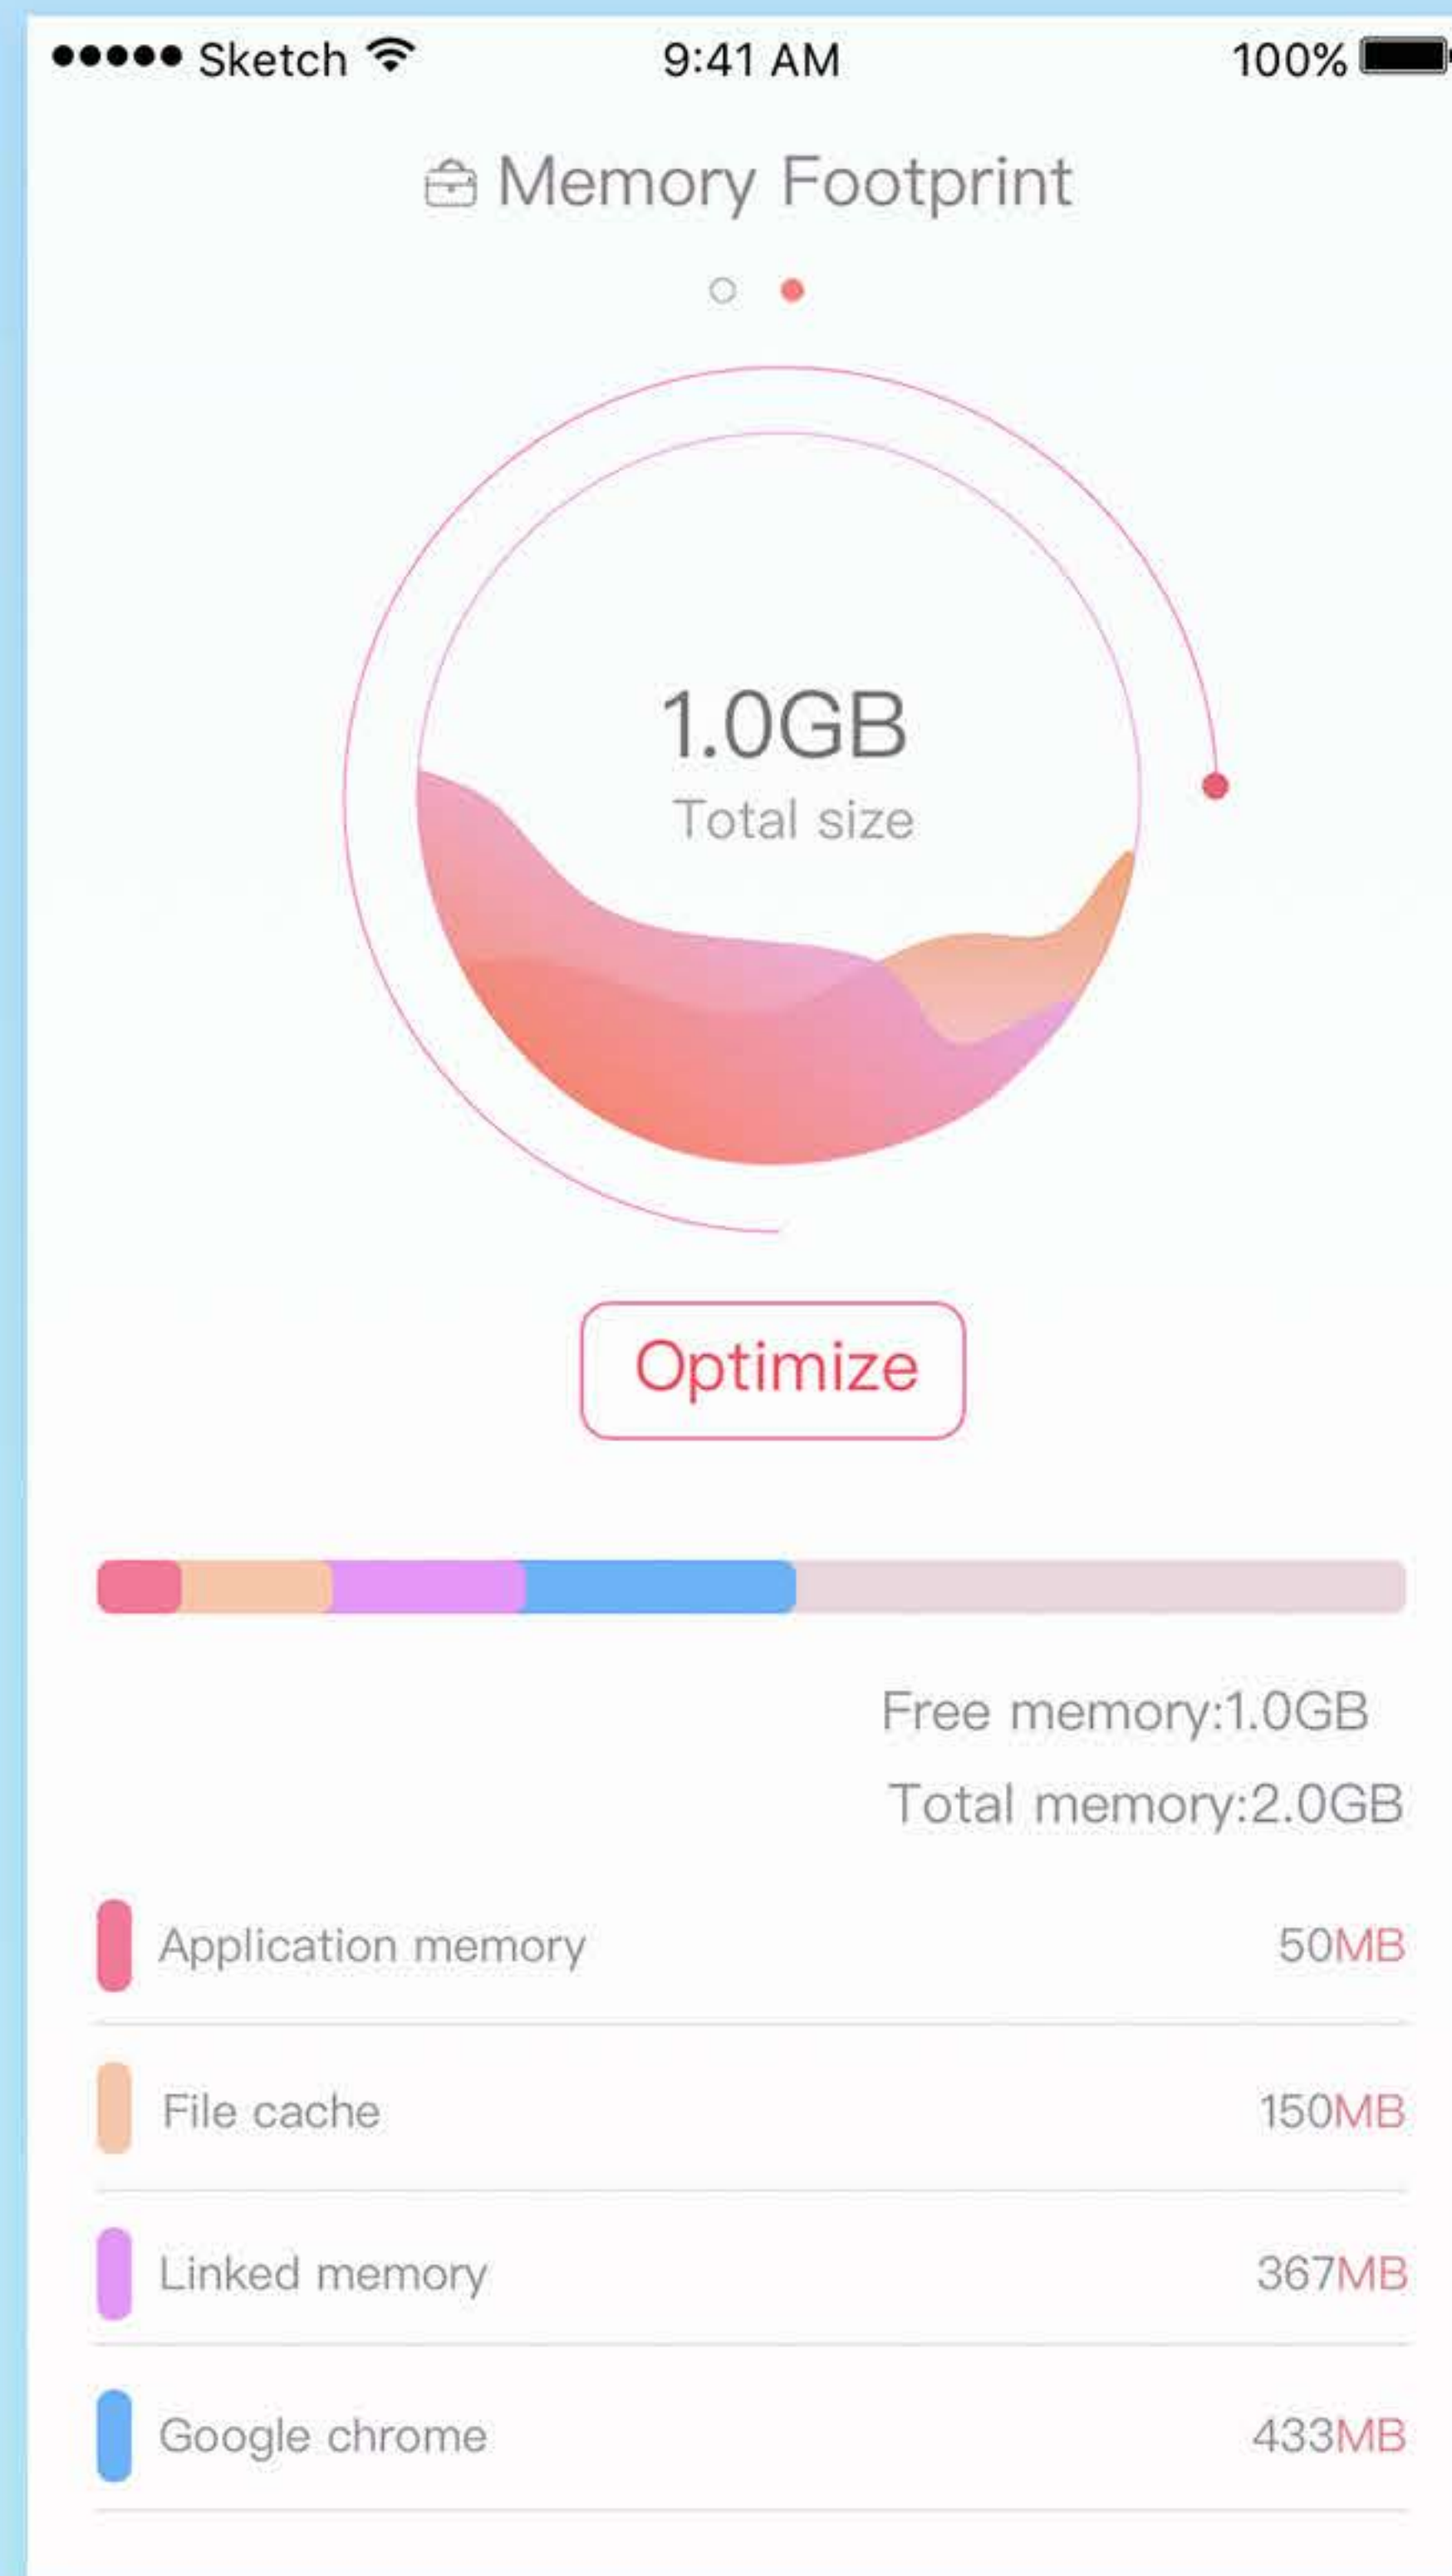 Sketch 9:41 AM 100%
Memory Footprint
1.0GB
Total size
Optimize
Free memory:1.0GB
Total memory:2.0GB
Application memory 50MB
File cache 150MB
Linked memory 367MB
Google chrome 433MB